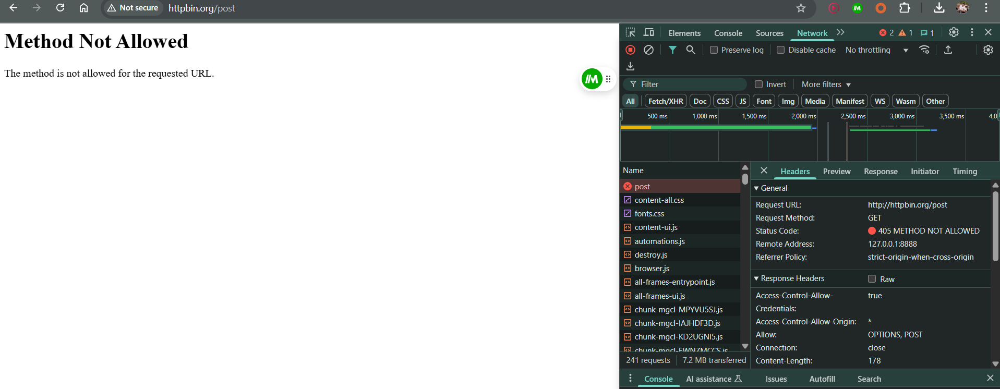 Not secure httpbin.org/post
Method Not Allowed
The method is not allowed for the requested URL.
Elements Console Sources Network 2 1 1
Preserve log Disable cache No throttling
Filter Invert More filters
All Fetch/XHR Doc CSS JS Font Img Media Manifest WS Wasm Other
500 ms 1,000 ms 1,500 ms 2,000 ms 2,500 ms 3,000 ms 3,500 ms 4,0
Name
post
content-all.css
fonts.css
content-ui.js
automations.js
destroy.js
browser.js
all-frames-entrypoint.js
all-frames-ui.js
chunk-mgcl-MPYVU5SJ.js
chunk-mgcl-IAJHDF3D.js
chunk-mgcl-KD2UGNI5.js
241 requests 7.2 MB transferred
Headers Preview Response Initiator Timing
General
Request URL: http://httpbin.org/post
Request Method: GET
Status Code: 405 METHOD NOT ALLOWED
Remote Address: 127.0.0.1:8888
Referrer Policy: strict-origin-when-cross-origin
Response Headers Raw
Access-Control-Allow- true
Credentials:
Access-Control-Allow-Origin: *
Allow: OPTIONS, POST
Connection: close
Content-Length: 178
Console AI assistance Issues Autofill Search